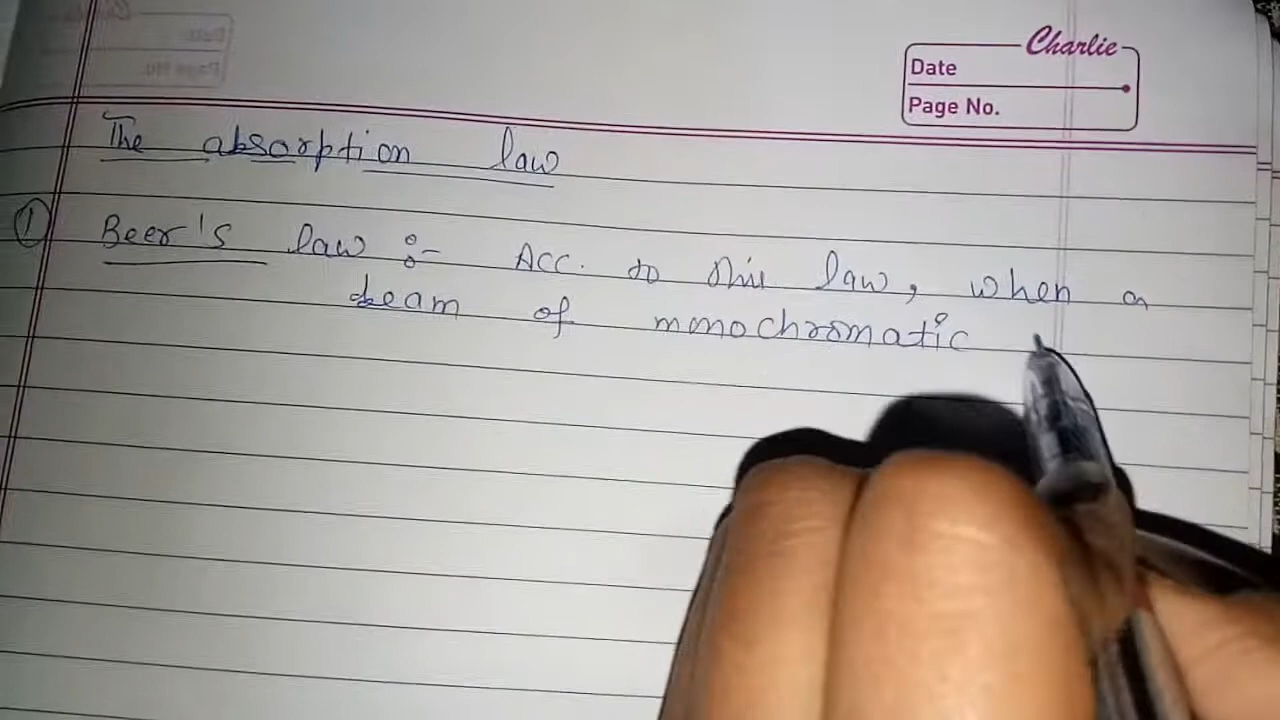 Charlie
Date
Page No.
The absorption law
① Beer's law :- Acc. to this law, when a
beam of monochromatic